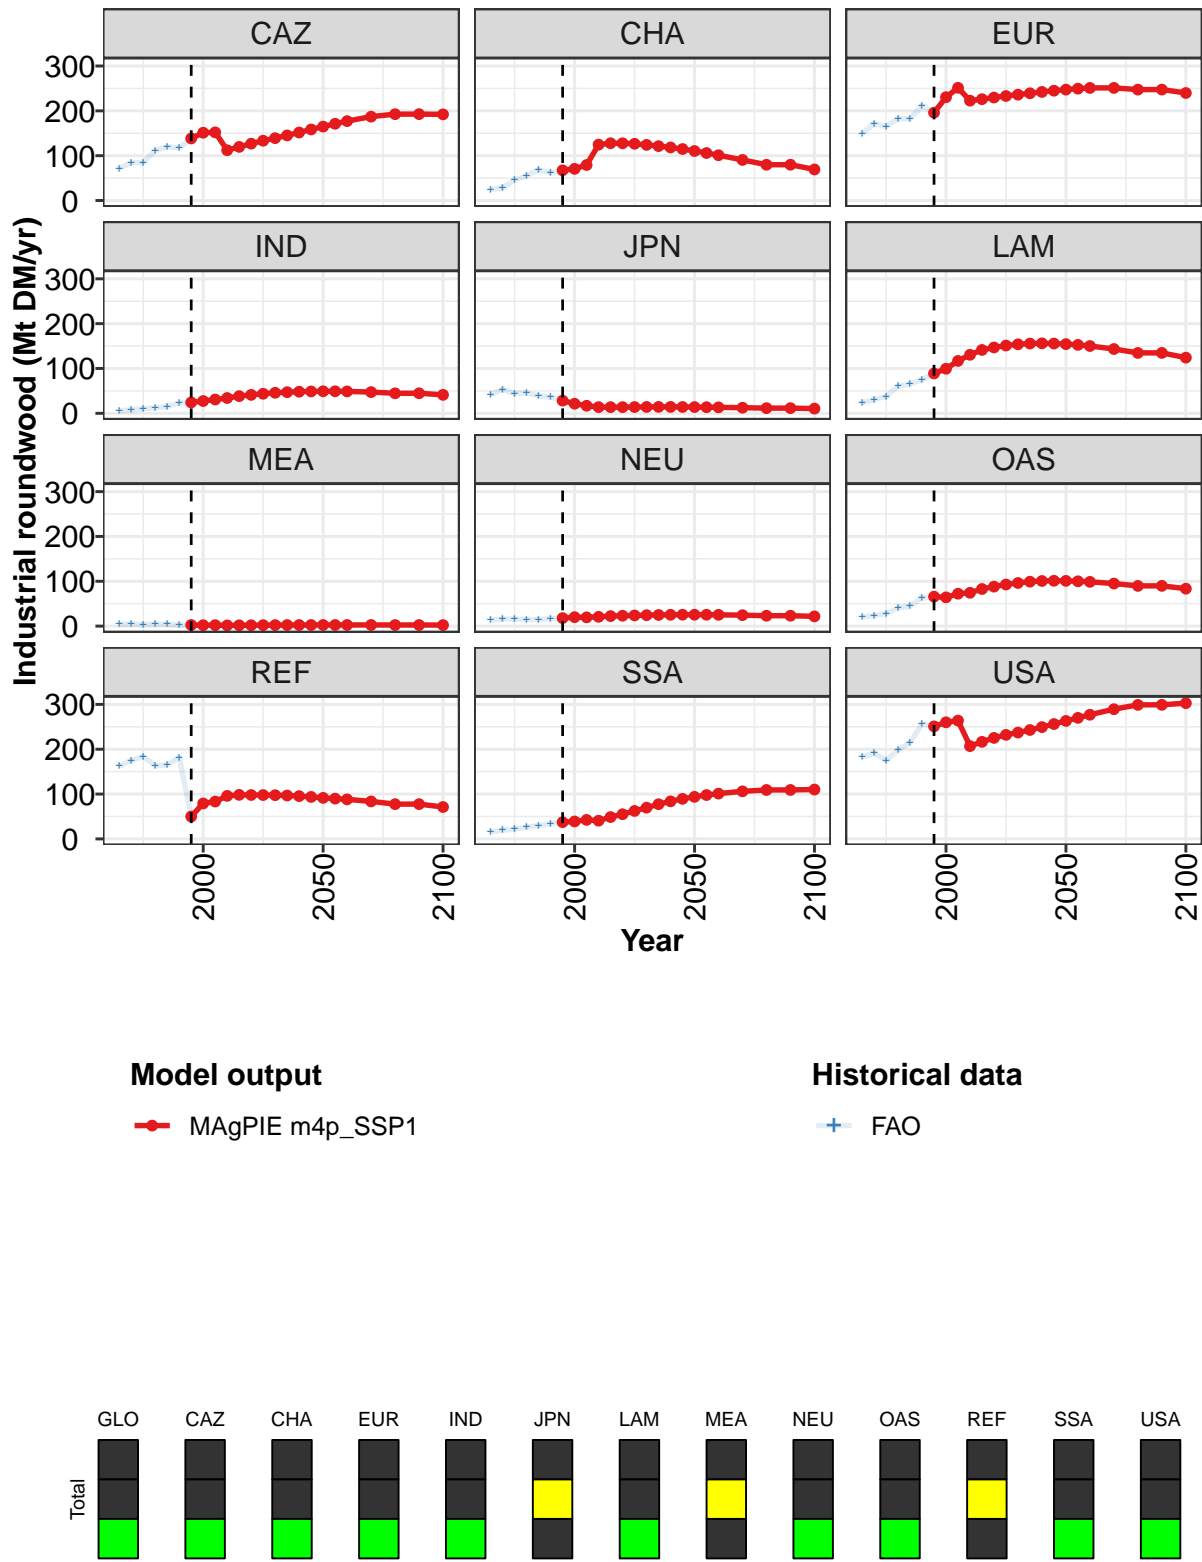 CAZ CHA EUR
300
200
100
0
IND JPN LAM
300
200
100
0
MEA NEU OAS
300
200
100
0
REF SSA USA
300
200
100
0
Industrial roundwood (Mt DM/yr)
2000 2050 2100 2000 2050 2100 2000 2050 2100
Year
Model output Historical data
MAgPIE m4p_SSP1 FAO
GLO CAZ CHA EUR IND JPN LAM MEA NEU OAS REF SSA USA
Total